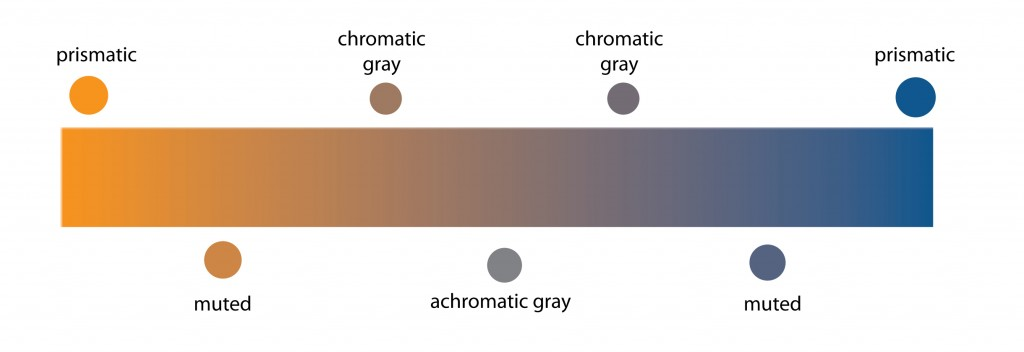 prismatic
chromatic
gray
chromatic
gray
prismatic
muted
achromatic gray
muted